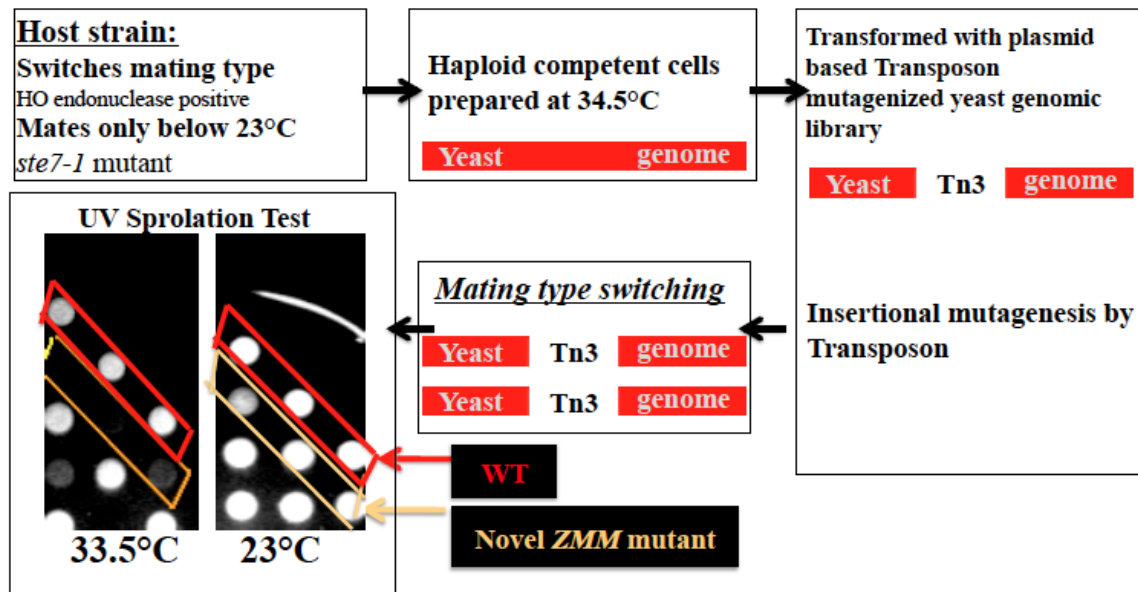 Host strain:
Switches mating type
HO endonuclease positive
Mates only below 23°C
ste7-1 mutant
Haploid competent cells
prepared at 34.5°C
Yeast genome
Transformed with plasmid
based Transposon
mutagenized yeast genomic
library
Yeast Tn3 genome
Insertional mutagenesis by
Transposon
Mating type switching
Yeast Tn3 genome
Yeast Tn3 genome
UV Sprolation Test
33.5°C 23°C
WT
Novel ZMM mutant